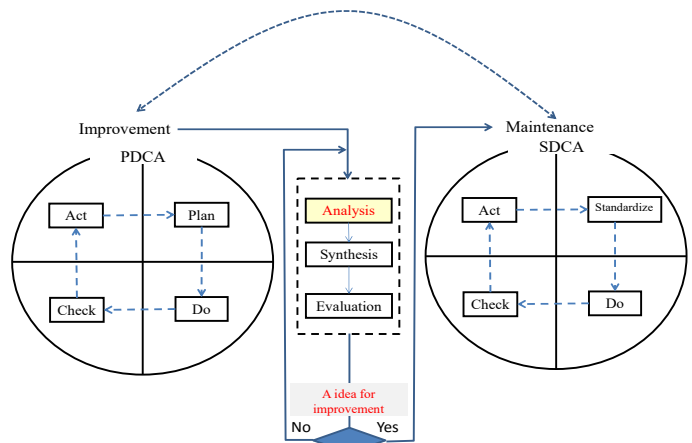 Improvement
PDCA
Act
Plan
Check
Do
Analysis
Synthesis
Evaluation
A idea for
improvement
No
Yes
Maintenance
SDCA
Act
Standardize
Check
Do